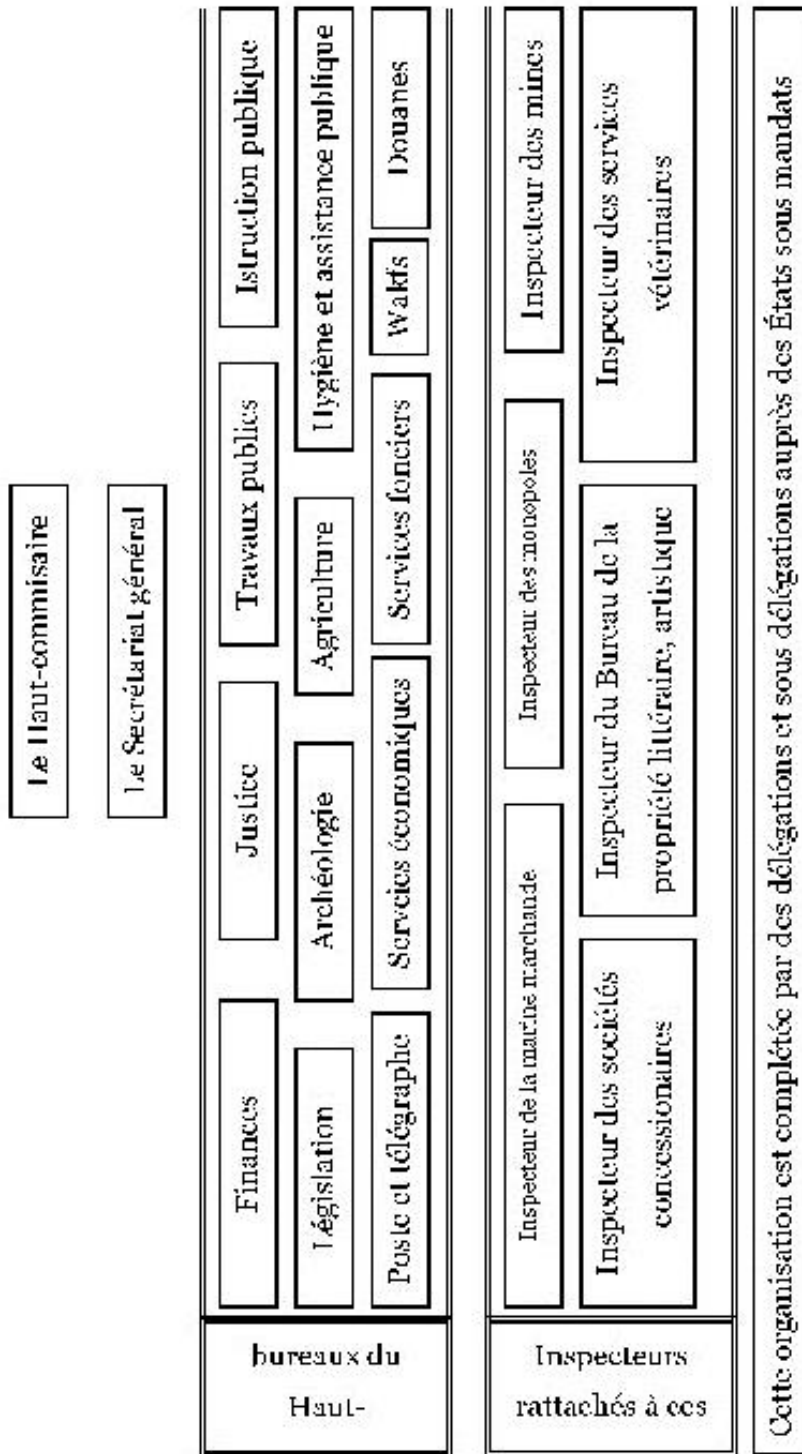 Le Haut-commisaire
Le Secrétariat général
bureaux du
Haut-
Finances
Justice
Travaux publics
Istruction publique
Législation
Archéologie
Agriculture
Hygiène et assistance publique
Poste et télégraphe
Serveies économiques
Services fonciers
Wakfs
Douanes
Inspecteurs
rattachés à ces
Inspecteur de la marine marchande
Inspecteur des monopoles
Inspecteur des mines
Inspecteur des sociétés
concessionaires
Inspecteur du Bureau de la
propriété littéraire, artistique
Inspecteur des services
vétérinaires
Cette organisation est complétée par des délégations et sous délégations auprès des États sous mandats